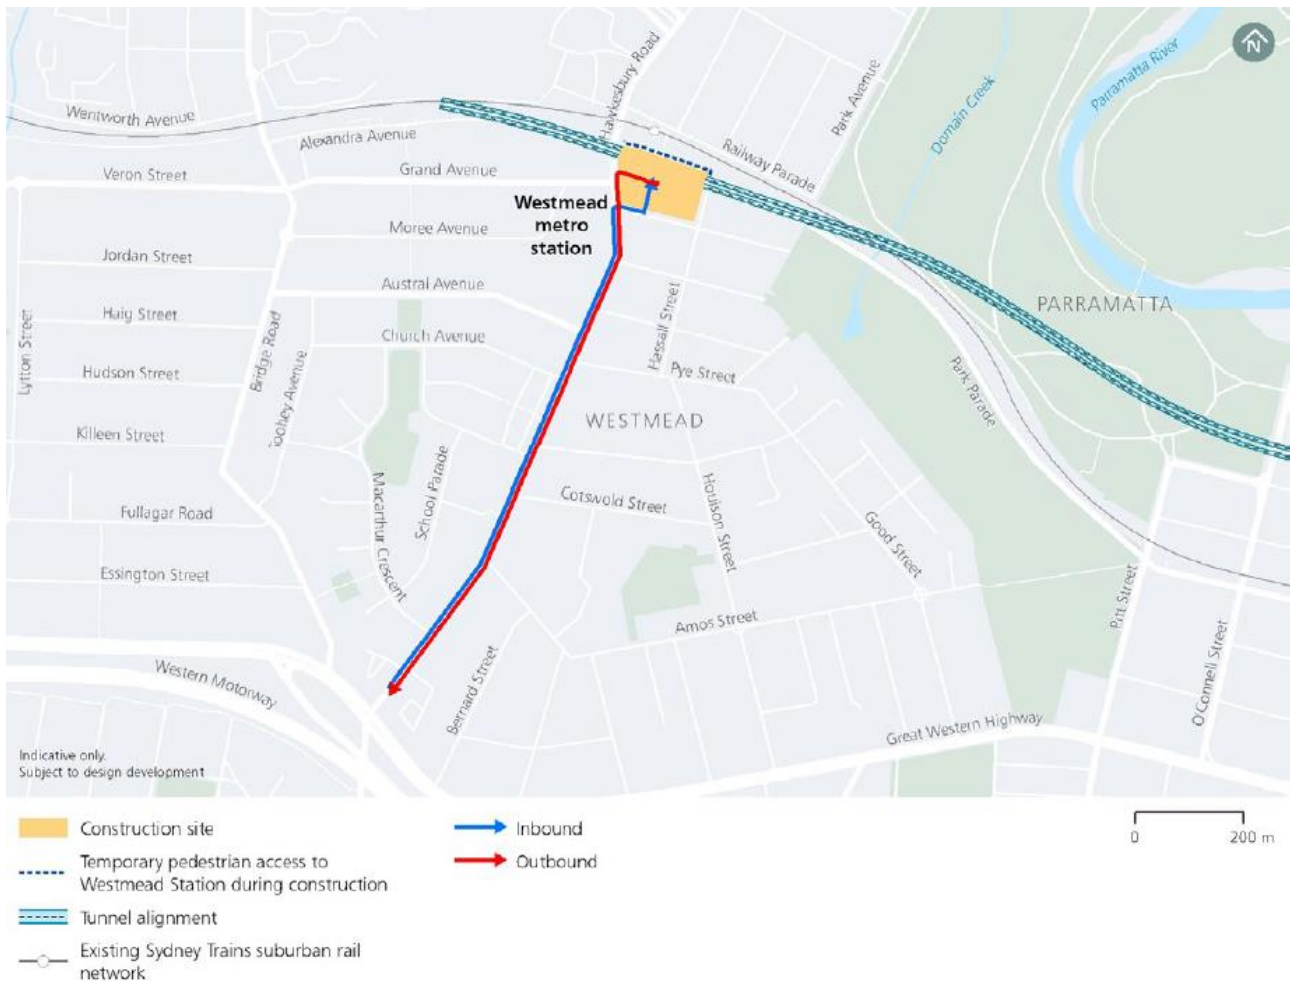 N
Hawkesbury Road
Park Avenue
Domain Creek
Parramatta River
Wentworth Avenue
Alexandra Avenue
Railway Parade
Veron Street
Grand Avenue
Westmead
metro
station
Moree Avenue
Jordan Street
Austral Avenue
Hassall Street
PARRAMATTA
Haig Street
Church Avenue
Lytton Street
Bridge Road
Toohey Avenue
Hudson Street
Pye Street
Park Parade
WESTMEAD
Killeen Street
School Parade
Macarthur Crescent
Cotswold Street
Houison Street
Good Street
Fullagar Road
Essington Street
Amos Street
Pitt Street
O'Connell Street
Bernard Street
Western Motorway
Great Western Highway
Indicative only.
Subject to design development
Construction site
Temporary pedestrian access to
Westmead Station during construction
Tunnel alignment
Existing Sydney Trains suburban rail
network
Inbound
Outbound
0 200 m